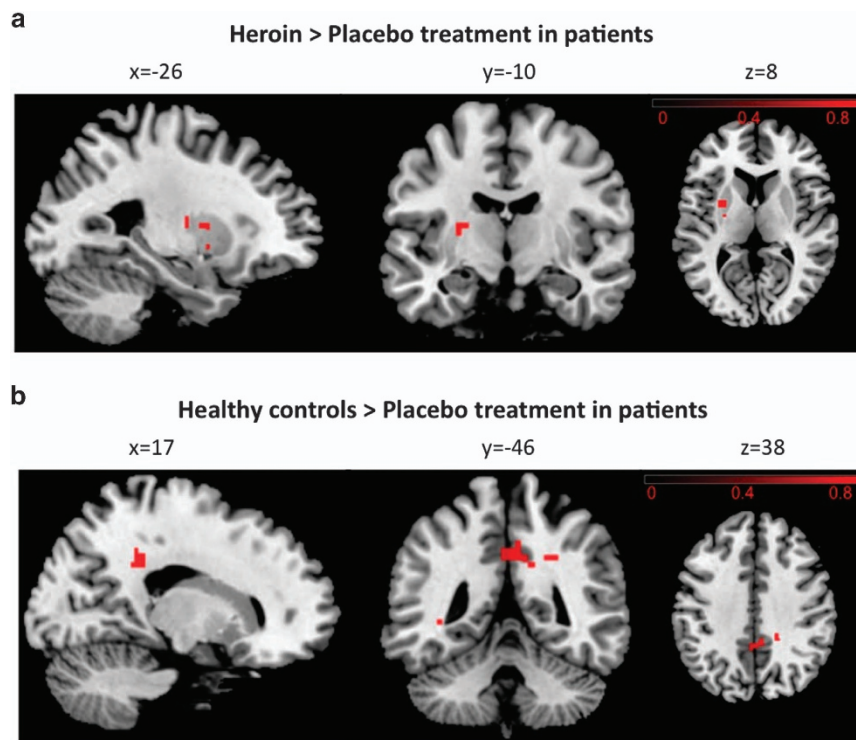 a
Heroin > Placebo treatment in patients
x=-26 y=-10 z=8
0 0.4 0.8
b
Healthy controls > Placebo treatment in patients
x=17 y=-46 z=38
0 0.4 0.8